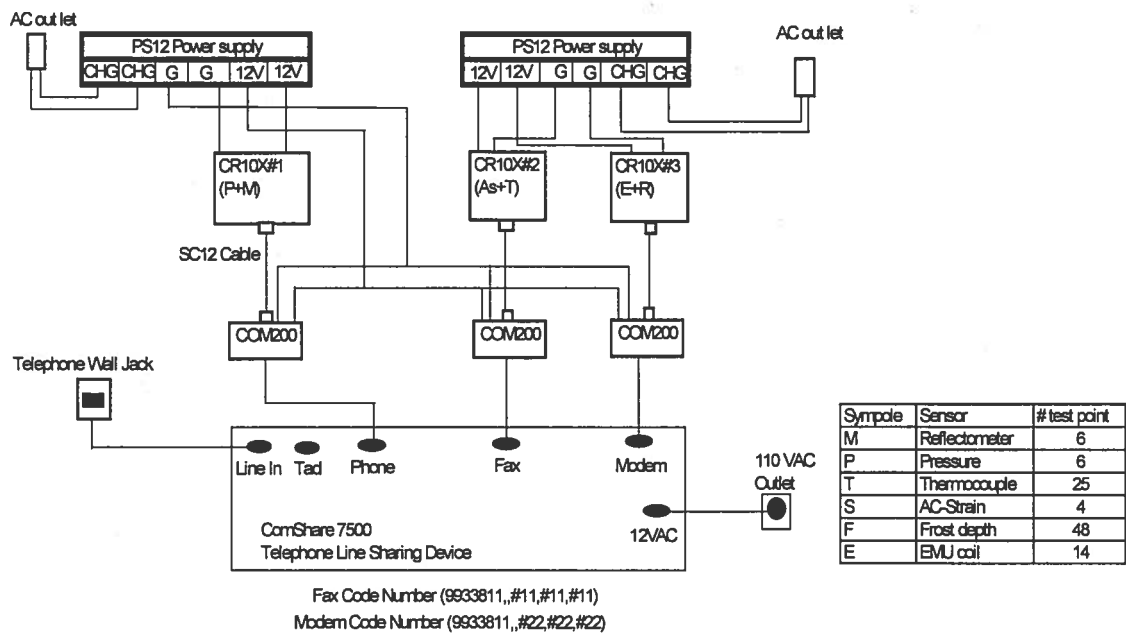 AC out let
PS12 Power supply
CHG CHG G G 12V 12V
PS12 Power supply
12V 12V G G CHG CHG
AC out let
CR10X#1
(P+M)
CR10X#2
(As+T)
CR10X#3
(E+R)
SC12 Cable
COM200
COM200
COM200
Telephone Wall Jack
Line In Tad Phone Fax Modem
110 VAC
Outlet
12VAC
ComShare 7500
Telephone Line Sharing Device
Fax Code Number (9933811,,#11,#11,#11)
Modem Code Number (9933811,,#22,#22,#22)
Sympole Sensor # test point
M Reflectometer 6
P Pressure 6
T Thermocouple 25
S AC-Strain 4
F Frost depth 48
E EMU coil 14